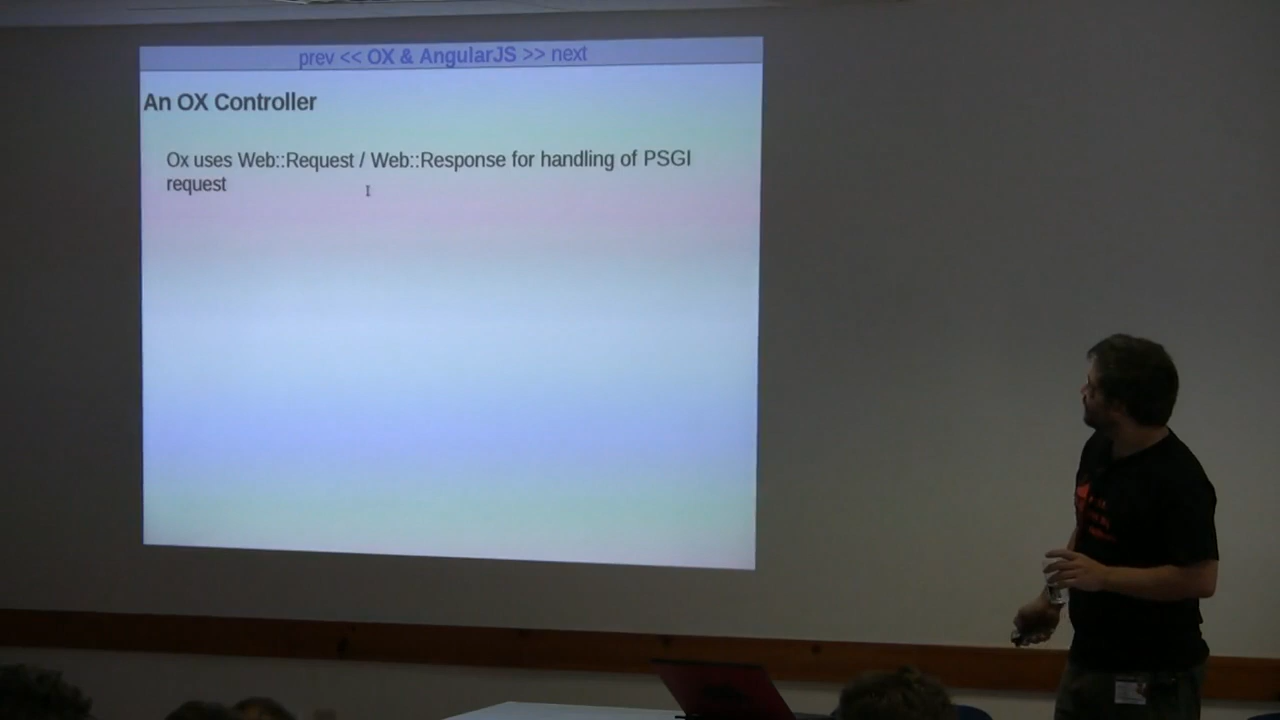 prev << OX & AngularJS >> next
An OX Controller
Ox uses Web::Request / Web::Response for handling of PSGI
request